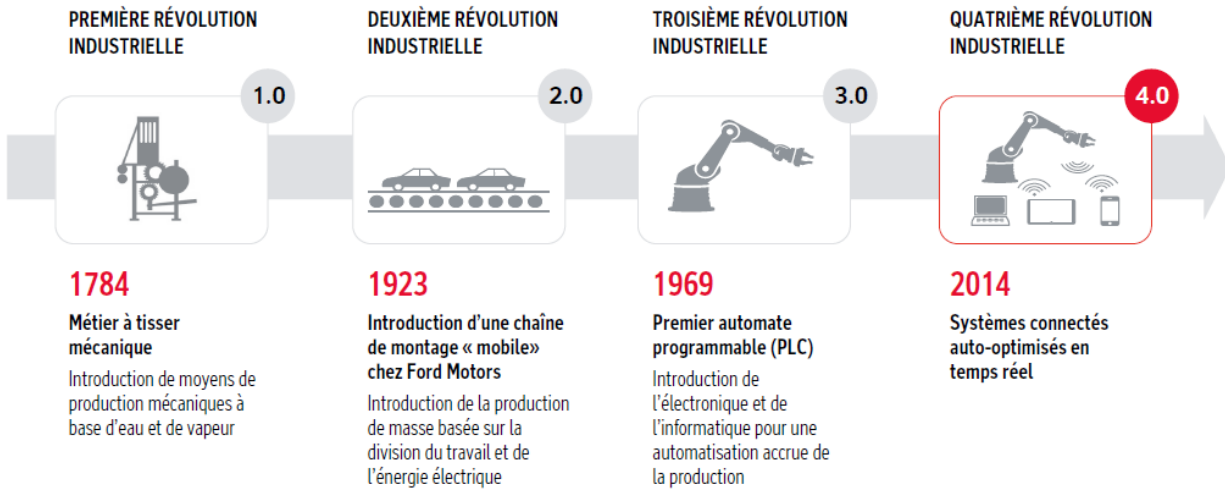 PREMIÈRE RÉVOLUTION
INDUSTRIELLE
1.0
1784
Métier à tisser
mécanique
Introduction de moyens de
production mécaniques à
base d'eau et de vapeur
DEUXIÈME RÉVOLUTION
INDUSTRIELLE
2.0
1923
Introduction d'une chaîne
de montage « mobile»
chez Ford Motors
Introduction de la production
de masse basée sur la
division du travail et de
l'énergie électrique
TROISIÈME RÉVOLUTION
INDUSTRIELLE
3.0
1969
Premier automate
programmable (PLC)
Introduction de
l'électronique et de
l'informatique pour une
automatisation accrue de
la production
QUATRIÈME RÉVOLUTION
INDUSTRIELLE
4.0
2014
Systèmes connectés
auto-optimisés en
temps réel